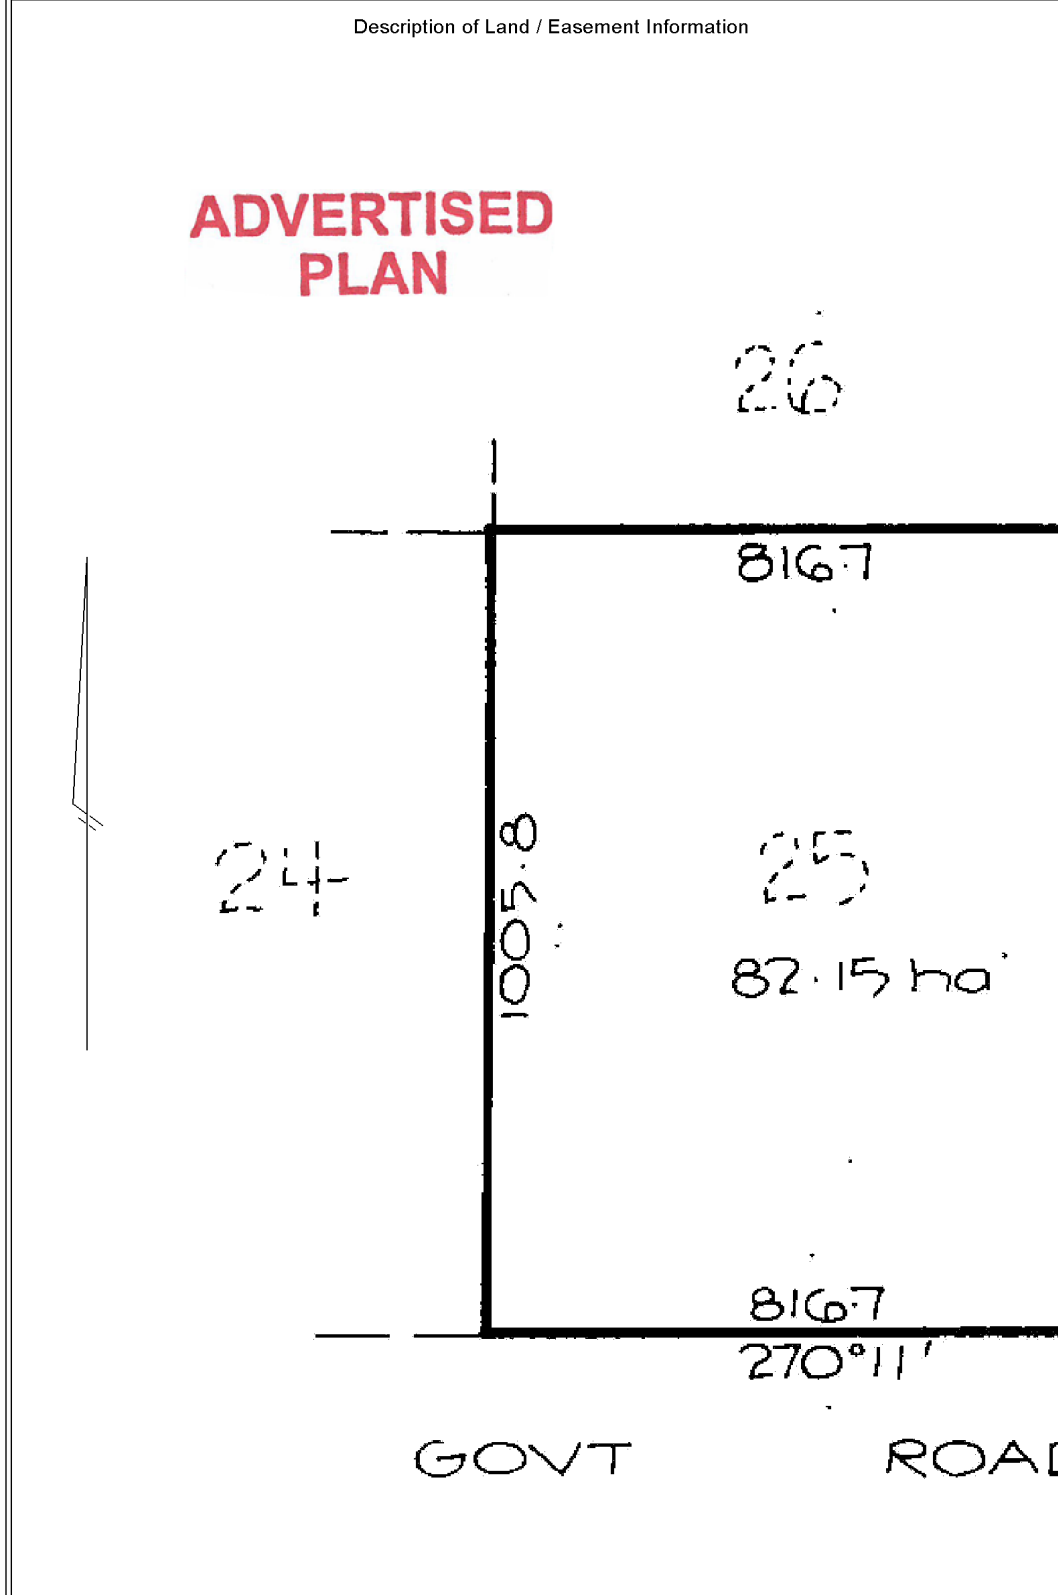 Description of Land / Easement Information
ADVERTISED
PLAN
26
816.7
1005.8
24
25
82.15 ha
816.7
270°11'
GOVT ROAD